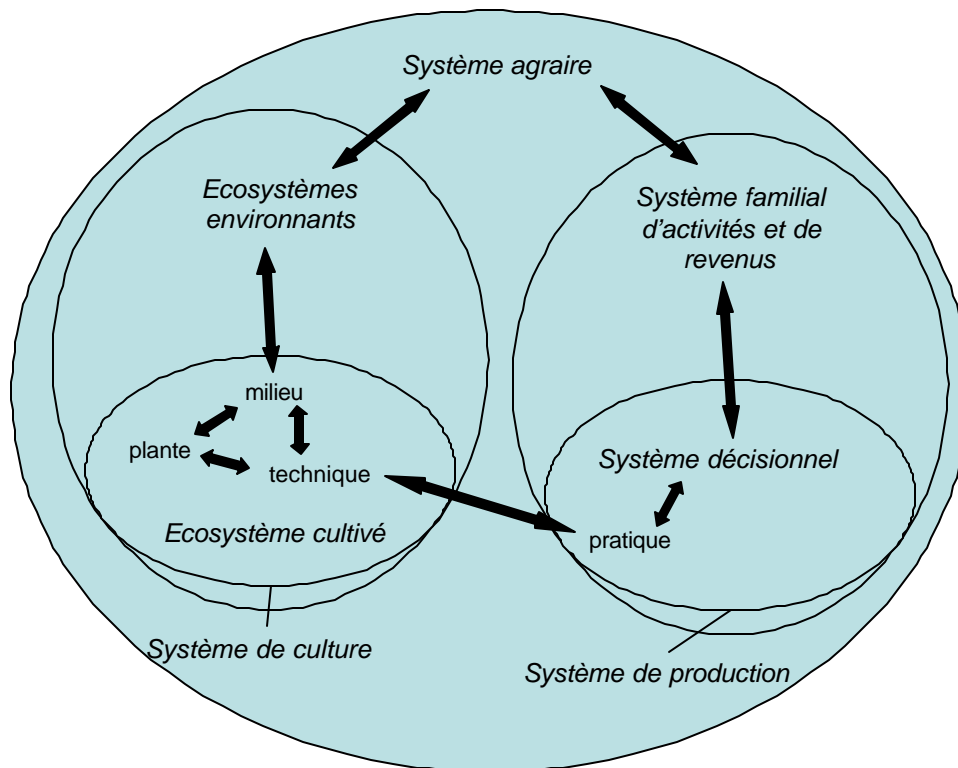 Système agraire
Ecosystèmes
environnants
Système familial
d'activités et de
revenus
milieu
plante
technique
Ecosystème cultivé
Système décisionnel
pratique
Système de culture
Système de production